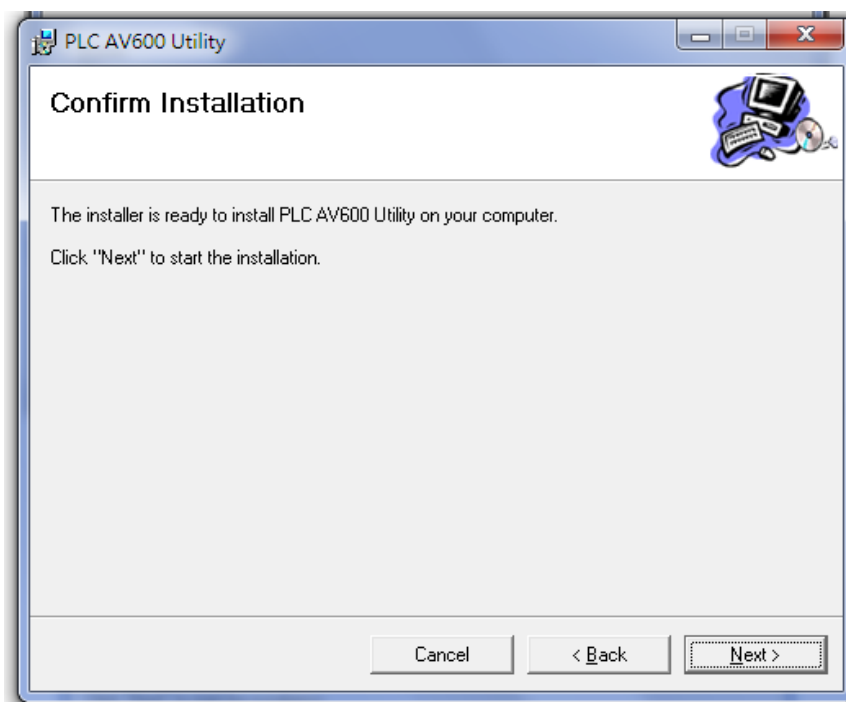 PLC AV600 Utility
Confirm Installation
The installer is ready to install PLC AV600 Utility on your computer.
Click "Next" to start the installation.
Cancel
< Back
Next >